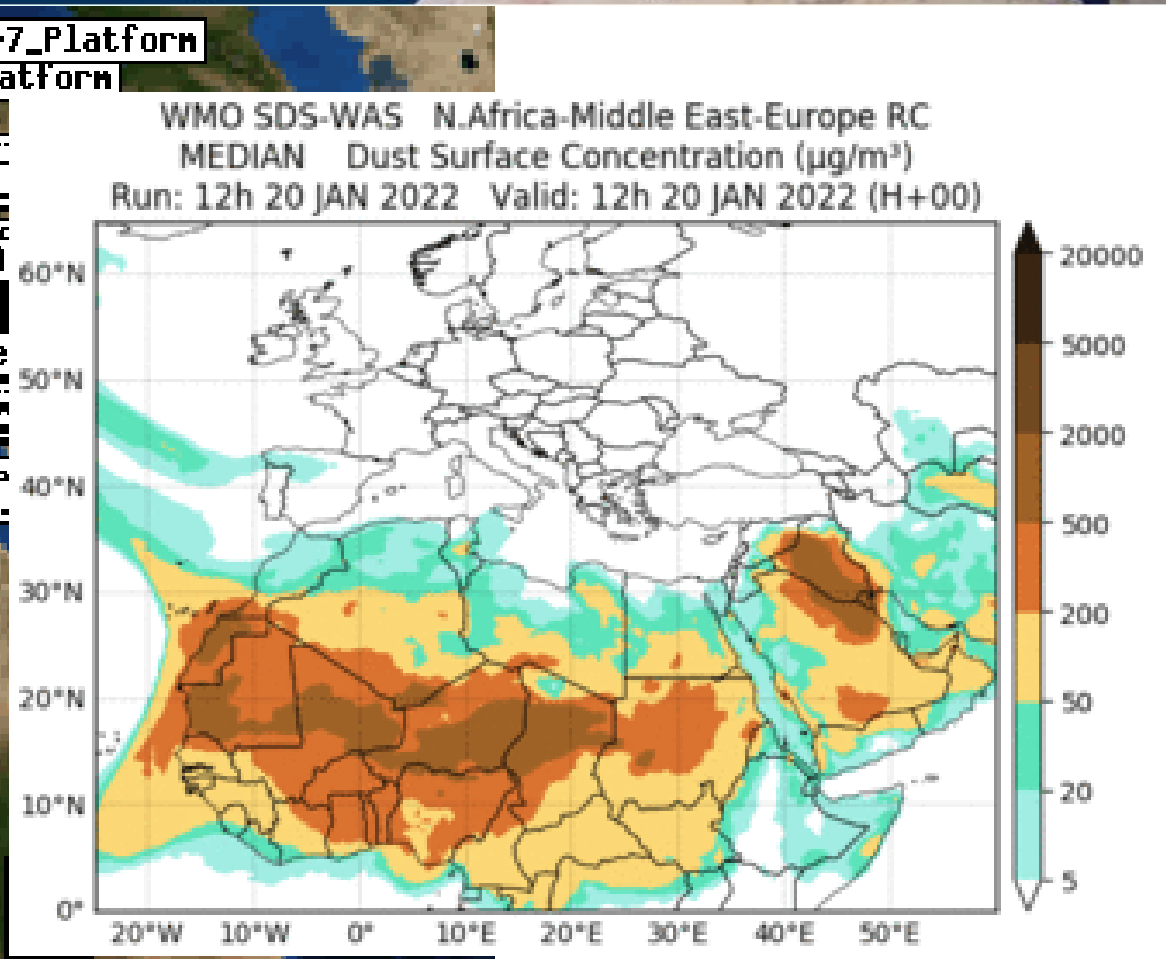 -7_Platform
atform
WMO SDS-WAS N.Africa-Middle East-Europe RC
MEDIAN Dust Surface Concentration (µg/m³)
Run: 12h 20 JAN 2022 Valid: 12h 20 JAN 2022 (H+00)
60°N
50°N
40°N
30°N
20°N
10°N
0°
20°W 10°W 0° 10°E 20°E 30°E 40°E 50°E
20000
5000
2000
500
200
50
20
5